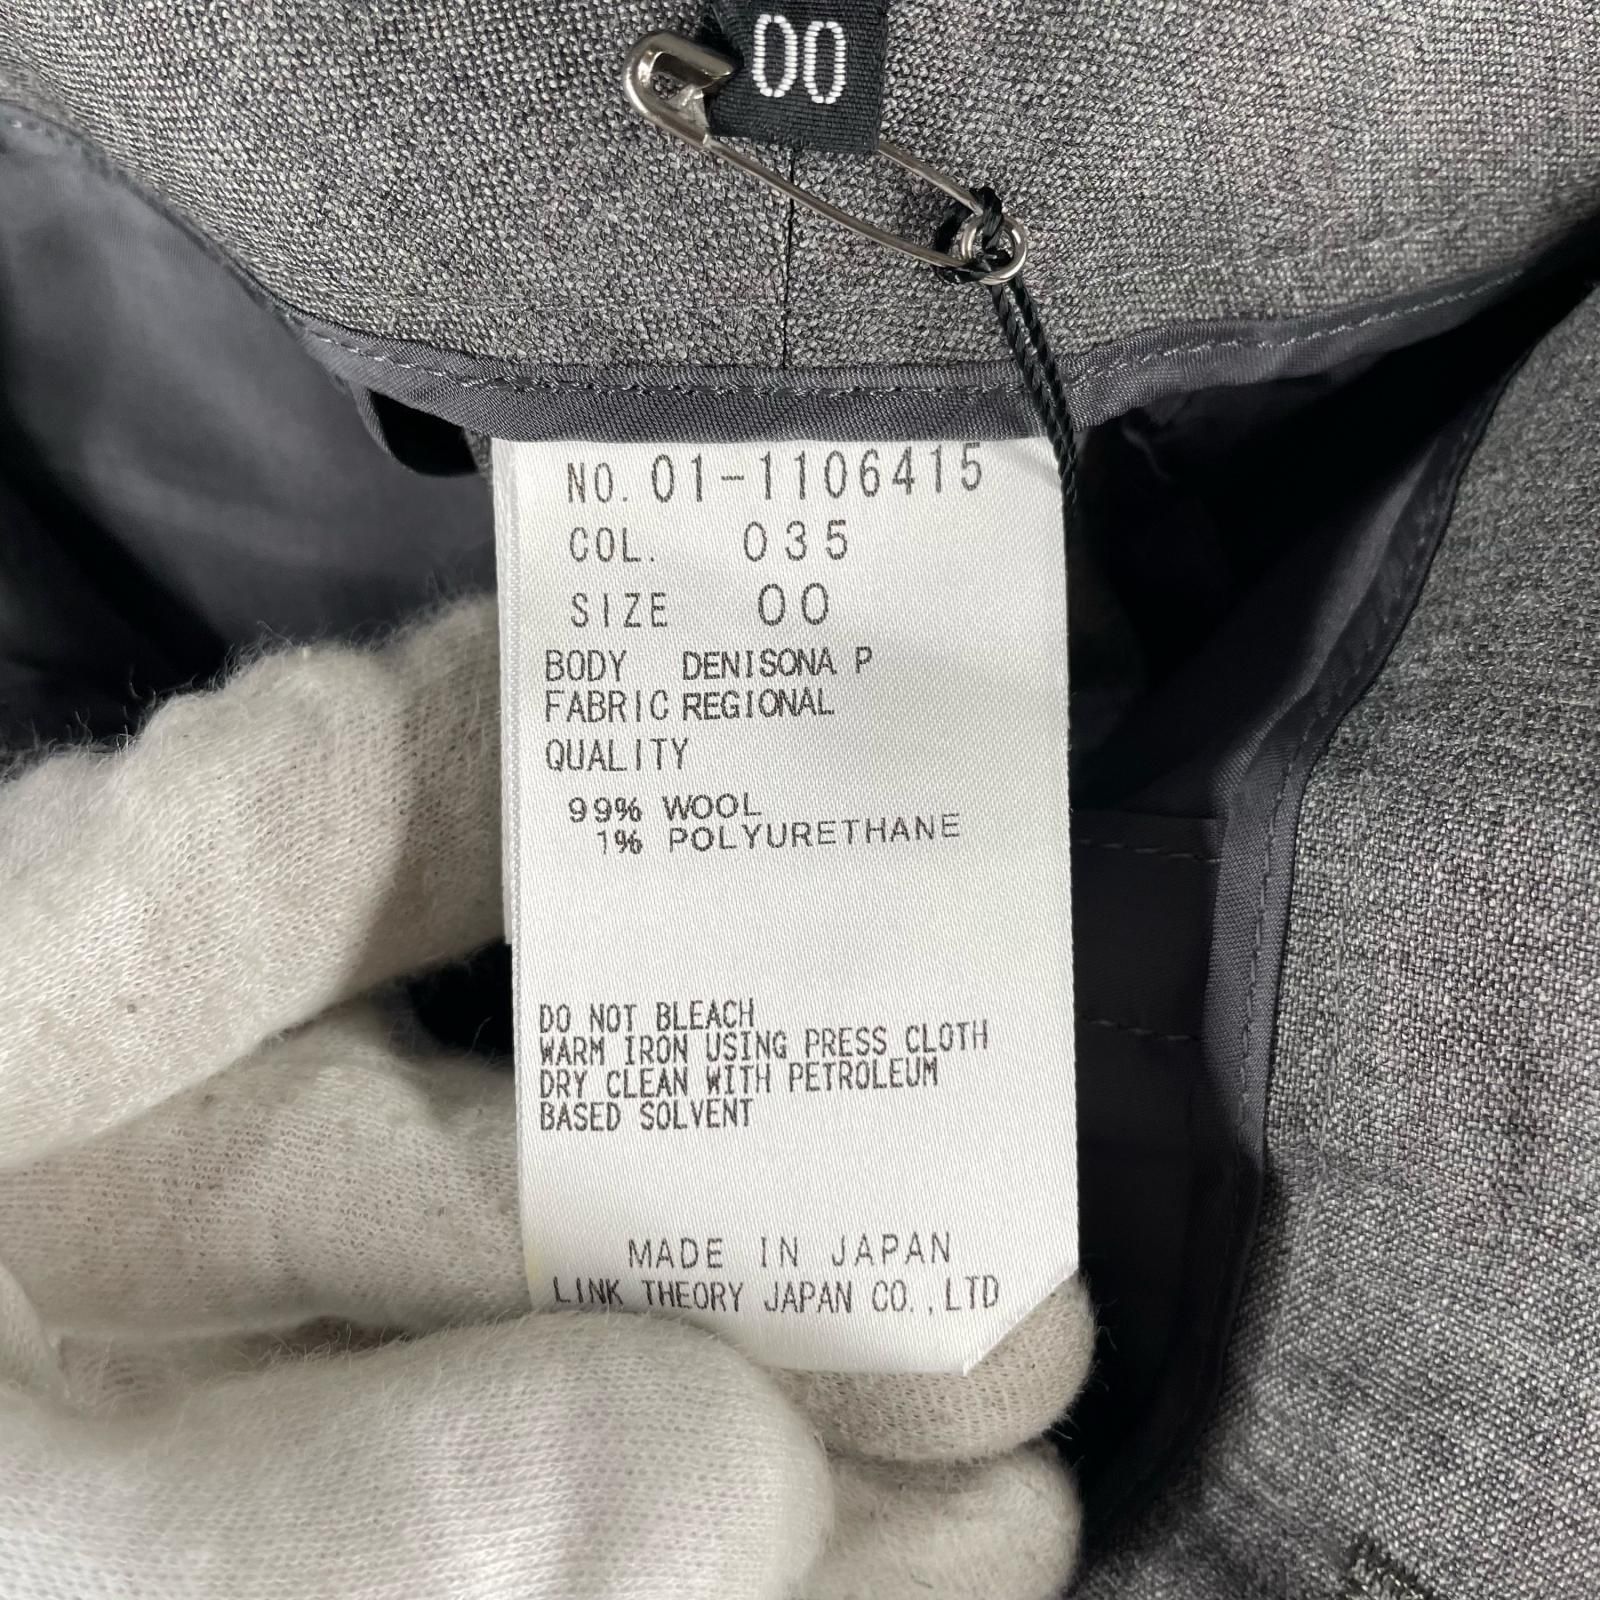 00
NO. 01-1106415
COL. 035
SIZE 00
BODY DENISONA P
FABRIC REGIONAL
QUALITY
99% WOOL
1% POLYURETHANE
DO NOT BLEACH
WARM IRON USING PRESS CLOTH
DRY CLEAN WITH PETROLEUM
BASED SOLVENT
MADE IN JAPAN
LINK THEORY JAPAN CO.,LTD